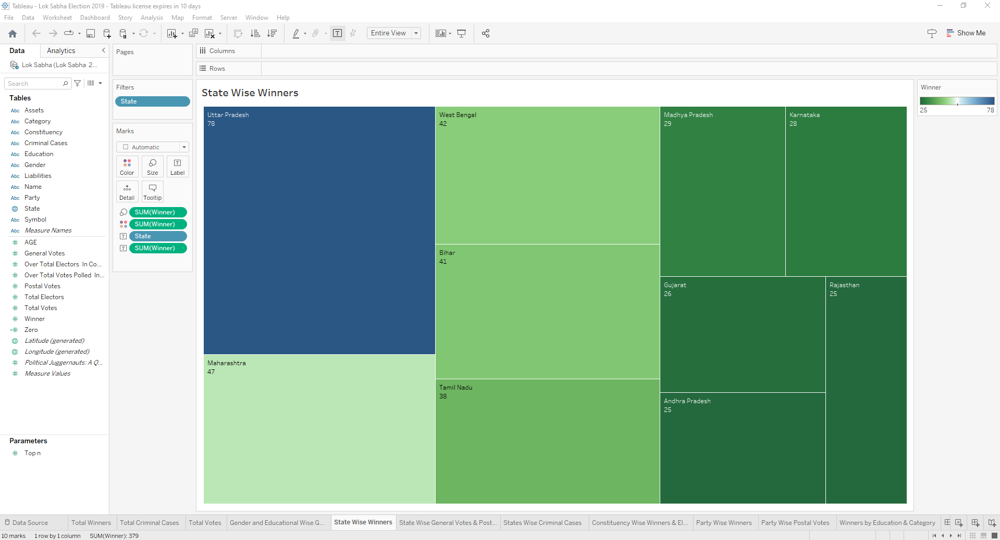 Tableau - Lok Sabha Election 2019 - Tableau license expires in 10 days
File Data Worksheet Dashboard Story Analysis Map Format Server Window Help
Entire View
Show Me
Data Analytics
Lok Sabha (Lok Sabha 2...
Search
Tables
Abc Assets
Abc Category
Abc Constituency
Abc Criminal Cases
Abc Education
Abc Gender
Abc Liabilities
Abc Name
Abc Party
State
Abc Symbol
Abc Measure Names
AGE
General Votes
Over Total Electors In Co...
Over Total Votes Polled In...
Postal Votes
Total Electors
Total Votes
Winner
Zero
Latitude (generated)
Longitude (generated)
Political Juggernauts: A Q...
Measure Values
Parameters
Top n
Pages
Filters
State
Marks
Automatic
Color Size Label
Detail Tooltip
SUM(Winner)
SUM(Winner)
State
SUM(Winner)
Columns
Rows
State Wise Winners
Uttar Pradesh
78
Maharashtra
47
West Bengal
42
Bihar
41
Tamil Nadu
38
Madhya Pradesh
29
Karnataka
28
Gujarat
26
Andhra Pradesh
25
Rajasthan
25
Winner
25 78
Data Source Total Winners Total Criminal Cases Total Votes Gender and Educational Wise G... State Wise Winners State Wise General Votes & Post... States Wise Criminal Cases Constituency Wise Winners & El... Party Wise Winners Party Wise Postal Votes Winners by Education & Category
10 marks 1 row by 1 column SUM(Winner): 379